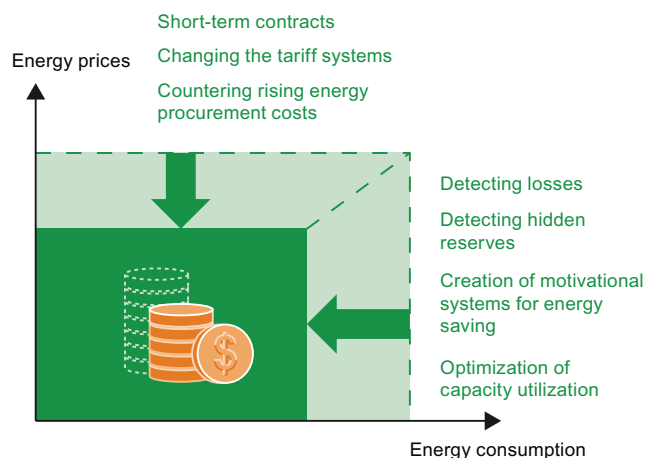 Short-term contracts
Energy prices
Changing the tariff systems
Countering rising energy
procurement costs
Detecting losses
Detecting hidden
reserves
Creation of motivational
systems for energy
saving
Optimization of
capacity utilization
$
Energy consumption